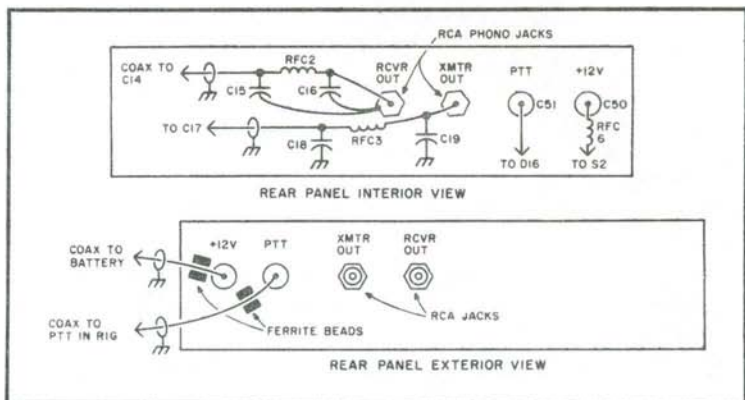 RCA PHONO JACKS
COAX TO
C14
RFC2
C15
C16
RCVR
OUT
XMTR
OUT
PTT
+12V
C51
C50
RFC
6
TO C17
C18
RFC3
C19
TO D16
TO S2
REAR PANEL INTERIOR VIEW
COAX TO
BATTERY
+12V
PTT
XMTR
OUT
RCVR
OUT
COAX TO
PTT IN RIG
FERRITE BEADS
RCA JACKS
REAR PANEL EXTERIOR VIEW